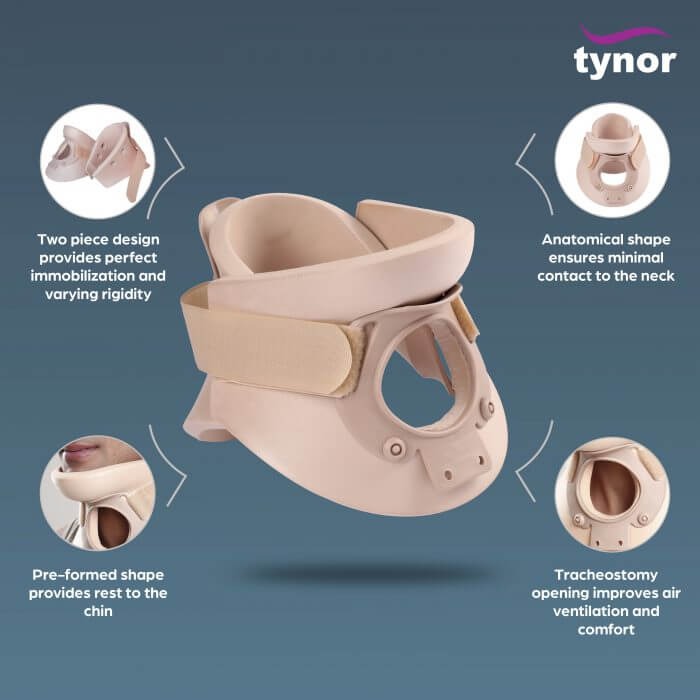 tynor
Two piece design
provides perfect
immobilization and
varying rigidity
Anatomical shape
ensures minimal
contact to the neck
Pre-formed shape
provides rest to the
chin
Tracheostomy
opening improves air
ventilation and
comfort